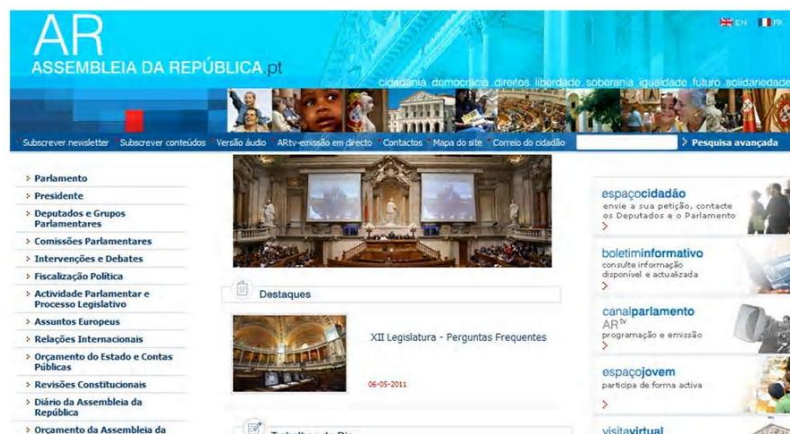 EN FR
AR
ASSEMBLEIA DA REPÚBLICA.pt
cidadania democracia direitos liberdade soberania igualdade futuro solidariedade
Subscrever newsletter Subscrever conteúdos Versão áudio ARtv-emissão em directo Contactos Mapa do site Correio do cidadão > Pesquisa avançada
> Parlamento
> Presidente
> Deputados e Grupos
Parlamentares
> Comissões Parlamentares
> Intervenções e Debates
> Fiscalização Política
> Actividade Parlamentar e
Processo Legislativo
> Assuntos Europeus
> Relações Internacionais
> Orçamento do Estado e Contas
Públicas
> Revisões Constitucionais
> Diário da Assembleia da
República
> Orçamento da Assembleia da
Destaques
XII Legislatura - Perguntas Frequentes
06-05-2011
Trabalhos do Dia
espaçocidadão
envie a sua petição, contacte
os Deputados e o Parlamento
>
boletiminformativo
consulte informação
disponível e actualizada
>
canalparlamento
ARtv
programação e emissão
>
espaçojovem
participa de forma activa
>
visitavirtual